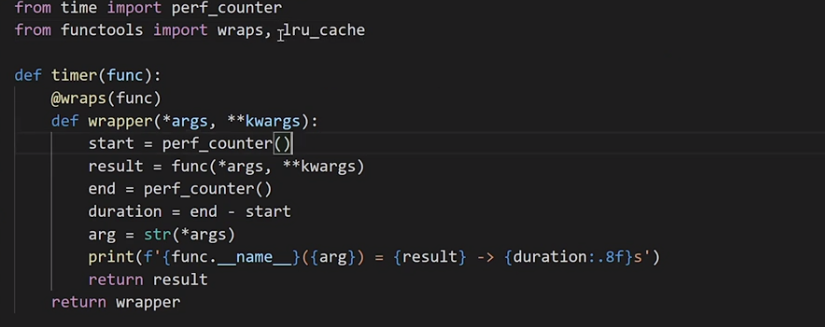 from time import perf_counter
from functools import wraps, lru_cache
def timer(func):
    @wraps(func)
    def wrapper(*args, **kwargs):
        start = perf_counter()
        result = func(*args, **kwargs)
        end = perf_counter()
        duration = end - start
        arg = str(*args)
        print(f'{func.__name__}({arg}) = {result} -> {duration:.8f}s')
        return result
    return wrapper